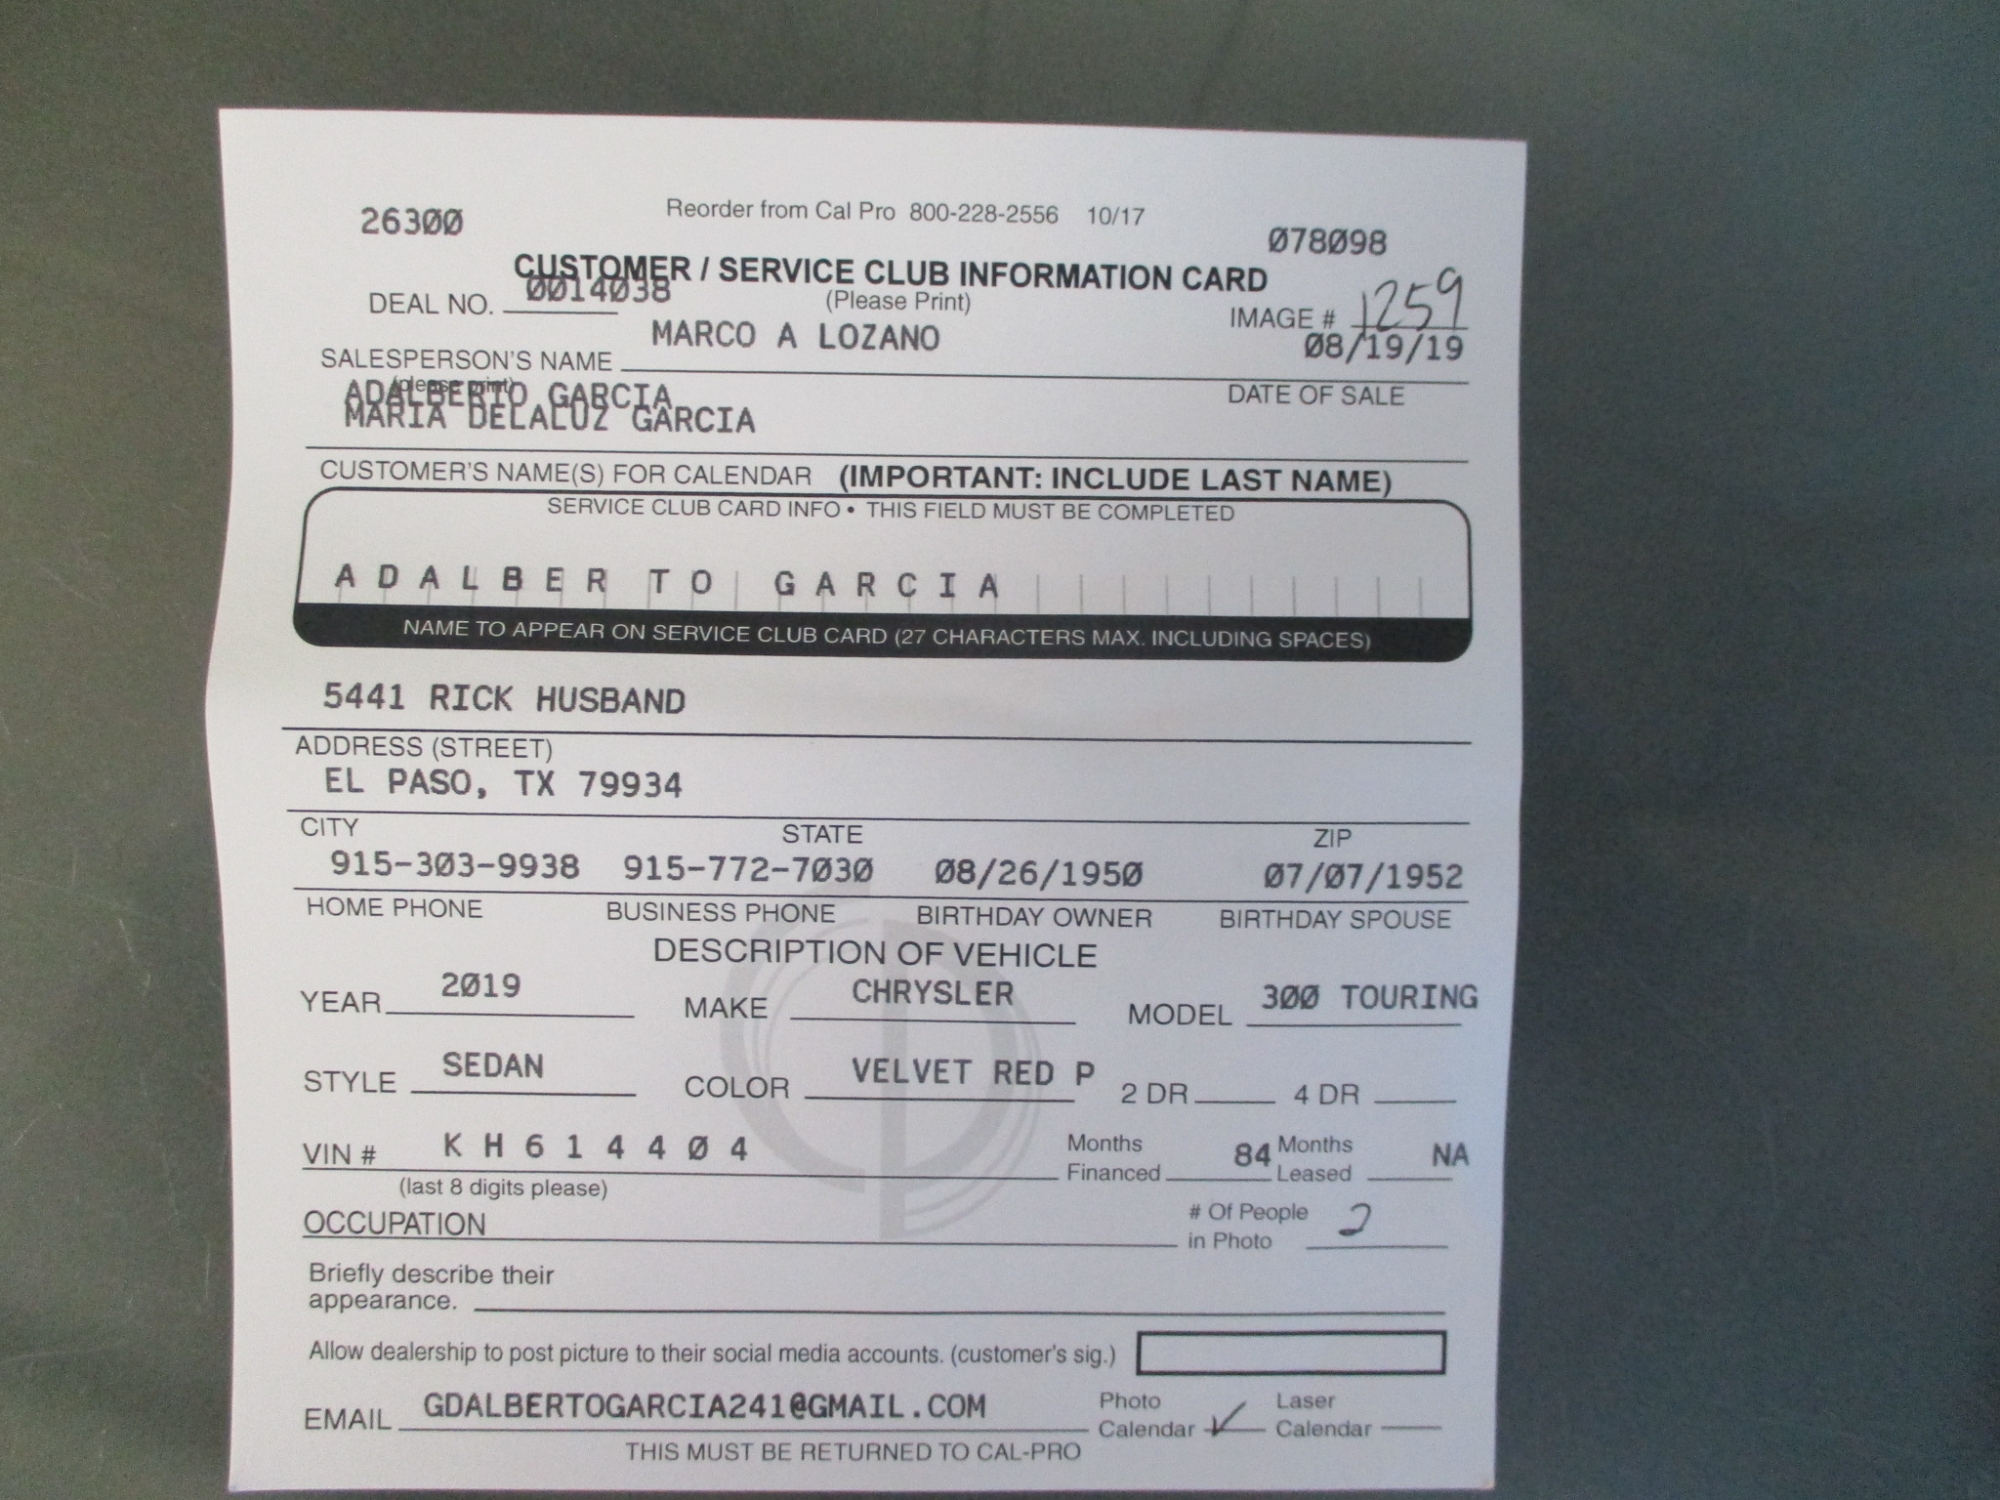 26300
Reorder from Cal Pro 800-228-2556 10/17
078098
CUSTOMER / SERVICE CLUB INFORMATION CARD
DEAL NO. 0014038
(Please Print)
IMAGE # 1259
SALESPERSON'S NAME MARCO A LOZANO
08/19/19
(please print)
DATE OF SALE
ADALBERTO GARCIA
MARIA DELALUZ GARCIA
CUSTOMER'S NAME(S) FOR CALENDAR (IMPORTANT: INCLUDE LAST NAME)
SERVICE CLUB CARD INFO • THIS FIELD MUST BE COMPLETED
ADALBER TO GARCIA
NAME TO APPEAR ON SERVICE CLUB CARD (27 CHARACTERS MAX. INCLUDING SPACES)
5441 RICK HUSBAND
ADDRESS (STREET)
EL PASO, TX 79934
CITY STATE ZIP
915-303-9938 915-772-7030 08/26/1950 07/07/1952
HOME PHONE BUSINESS PHONE BIRTHDAY OWNER BIRTHDAY SPOUSE
DESCRIPTION OF VEHICLE
YEAR 2019 MAKE CHRYSLER MODEL 300 TOURING
STYLE SEDAN COLOR VELVET RED P 2 DR 4 DR
VIN # K H 6 1 4 4 0 4 Months Financed 84 Months Leased NA
(last 8 digits please)
OCCUPATION # Of People in Photo 2
Briefly describe their
appearance.
Allow dealership to post picture to their social media accounts. (customer's sig.)
EMAIL GDALBERTOGARCIA241@GMAIL.COM Photo Calendar ✓ Laser Calendar
THIS MUST BE RETURNED TO CAL-PRO